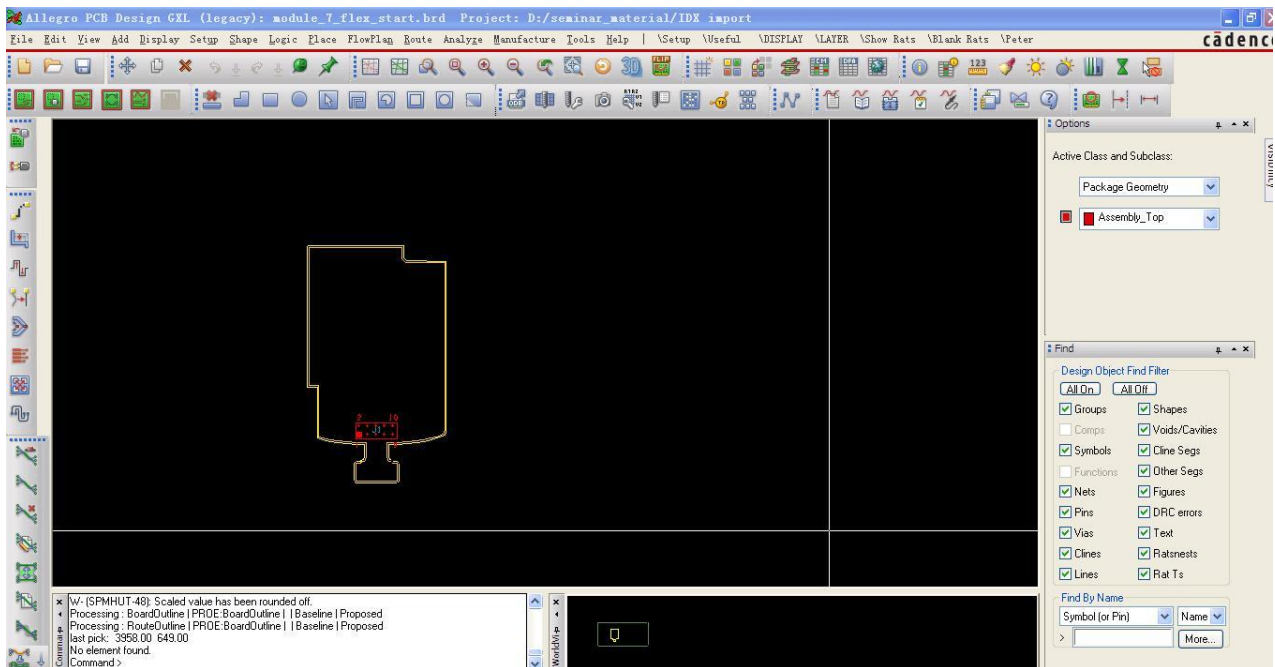 Allegro PCB Design GXL (legacy): module_7_flex_start.brd Project: D:/seminar_material/IDX import
File Edit View Add Display Setup Shape Logic Place FlowPlan Route Analyze Manufacture Tools Help | \Setup \Useful \DISPLAY \LAYER \Show Rats \Blank Rats \Peter
cādence
3D
123
Options
Active Class and Subclass:
Package Geometry
Assembly_Top
Visibility
2 10
J1
Find
Design Object Find Filter
All On All Off
Groups Shapes
Comps Voids/Cavities
Symbols Cline Segs
Functions Other Segs
Nets Figures
Pins DRC errors
Vias Text
Clines Ratsnests
Lines Rat Ts
Find By Name
Symbol (or Pin) Name
> More...
W- (SPMHUT-48): Scaled value has been rounded off.
Processing : BoardOutline | PROE:BoardOutline | | Baseline | Proposed
Processing : RouteOutline | PROE:BoardOutline | | Baseline | Proposed
last pick: 3958.00 649.00
No element found.
Command >